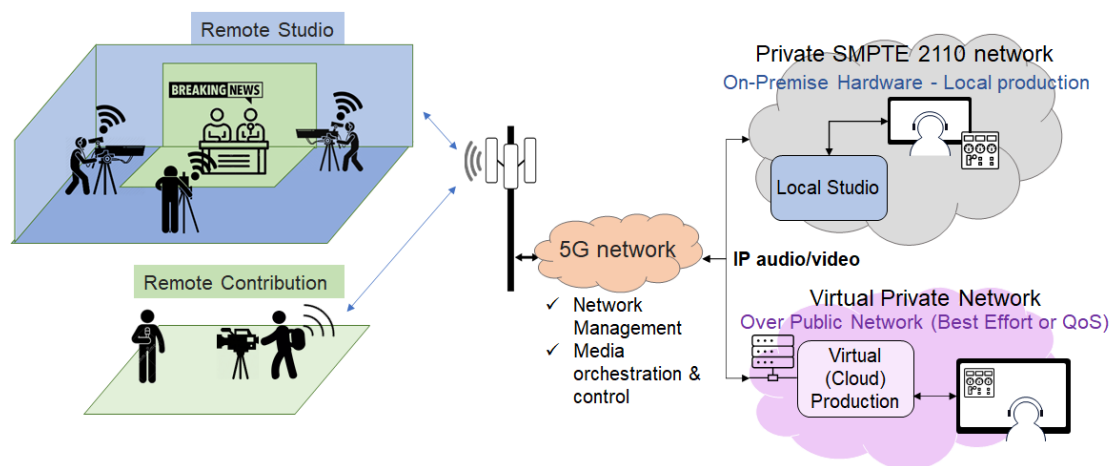 Remote Studio
BREAKING NEWS
Remote Contribution
5G network
✓ Network
Management
✓ Media
orchestration &
control
IP audio/video
Private SMPTE 2110 network
On-Premise Hardware - Local production
Local Studio
Virtual Private Network
Over Public Network (Best Effort or QoS)
Virtual
(Cloud)
Production